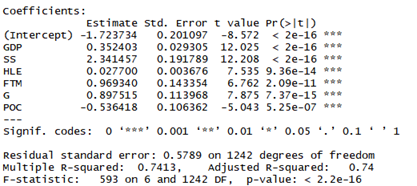 Coefficients:
Estimate Std. Error t value Pr(>|t|)
(Intercept) -1.723734 0.201097 -8.572 < 2e-16 ***
GDP 0.352403 0.029305 12.025 < 2e-16 ***
SS 2.341457 0.191789 12.208 < 2e-16 ***
HLE 0.027700 0.003676 7.535 9.36e-14 ***
FTM 0.969340 0.143354 6.762 2.09e-11 ***
G 0.897515 0.113968 7.875 7.37e-15 ***
POC -0.536418 0.106362 -5.043 5.25e-07 ***
---
Signif. codes: 0 ‘***’ 0.001 ‘**’ 0.01 ‘*’ 0.05 ‘.’ 0.1 ‘ ’ 1
Residual standard error: 0.5789 on 1242 degrees of freedom
Multiple R-squared: 0.7413, Adjusted R-squared: 0.74
F-statistic: 593 on 6 and 1242 DF, p-value: < 2.2e-16